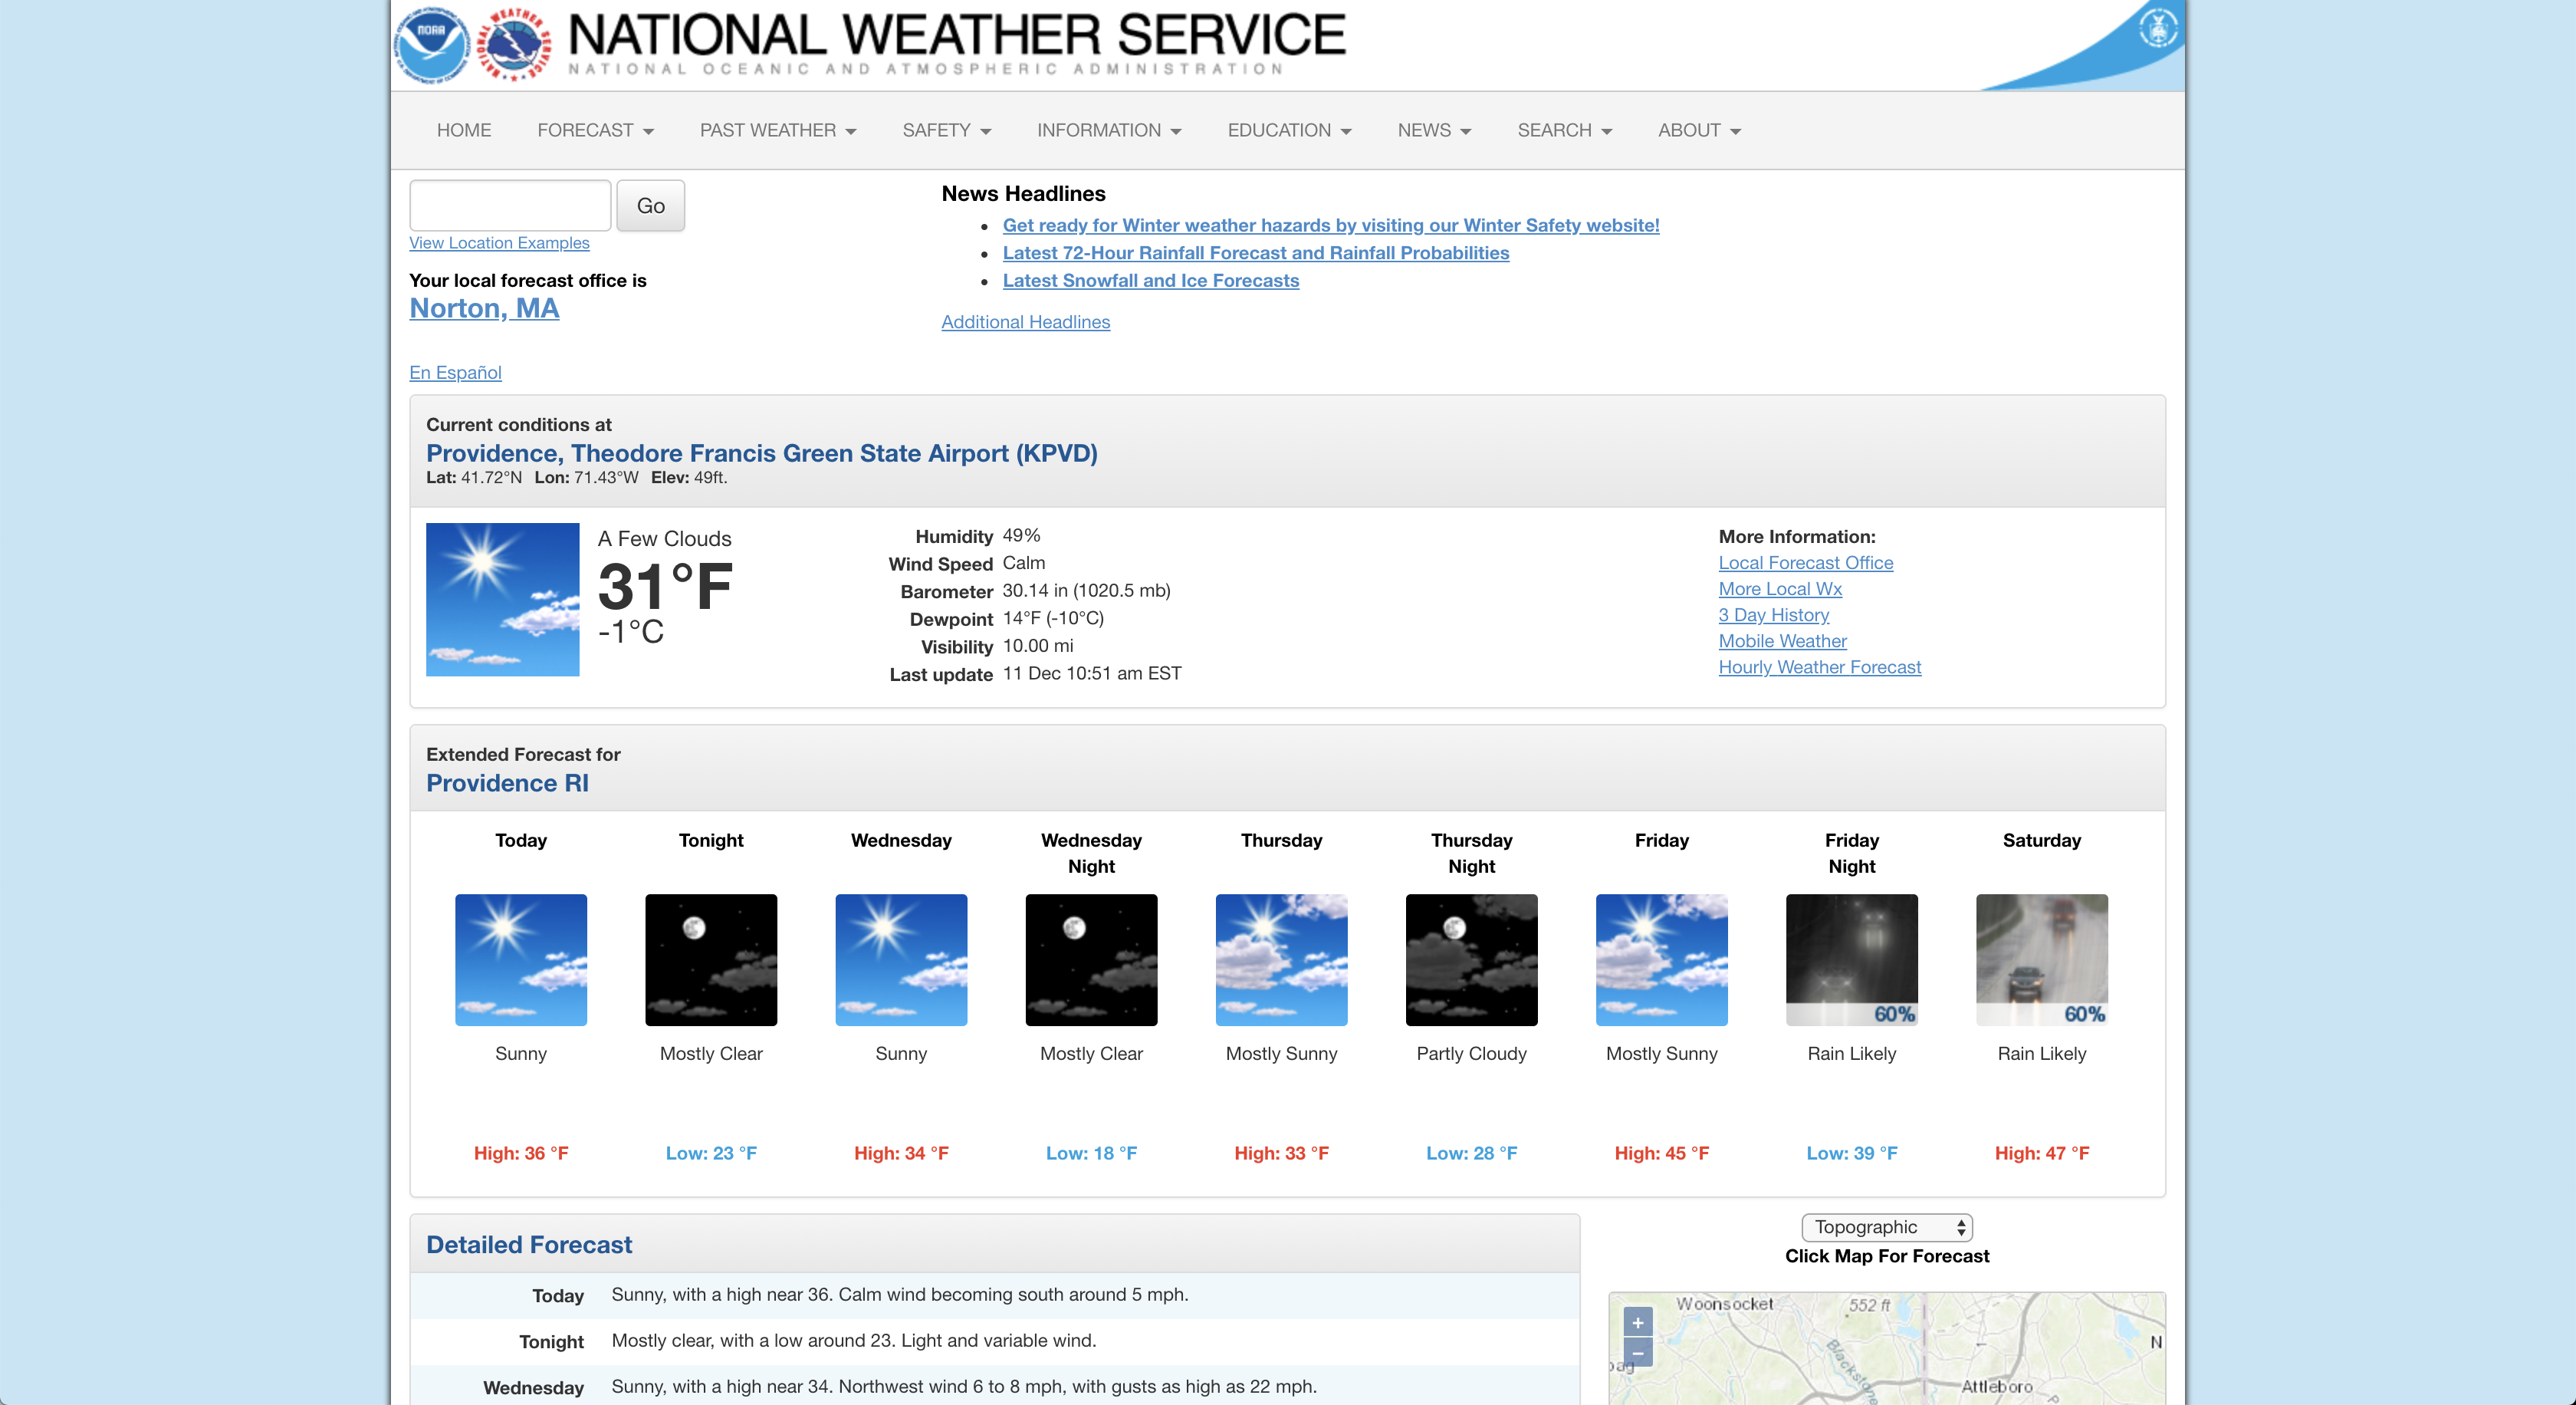 NOAA
NATIONAL WEATHER SERVICE
NATIONAL OCEANIC AND ATMOSPHERIC ADMINISTRATION
HOME FORECAST PAST WEATHER SAFETY INFORMATION EDUCATION NEWS SEARCH ABOUT
Go
View Location Examples
Your local forecast office is
Norton, MA
En Español
News Headlines
Get ready for Winter weather hazards by visiting our Winter Safety website!
Latest 72-Hour Rainfall Forecast and Rainfall Probabilities
Latest Snowfall and Ice Forecasts
Additional Headlines
Current conditions at
Providence, Theodore Francis Green State Airport (KPVD)
Lat: 41.72°N Lon: 71.43°W Elev: 49ft.
A Few Clouds
31°F
-1°C
Humidity 49%
Wind Speed Calm
Barometer 30.14 in (1020.5 mb)
Dewpoint 14°F (-10°C)
Visibility 10.00 mi
Last update 11 Dec 10:51 am EST
More Information:
Local Forecast Office
More Local Wx
3 Day History
Mobile Weather
Hourly Weather Forecast
Extended Forecast for
Providence RI
Today Tonight Wednesday Wednesday Night Thursday Thursday Night Friday Friday Night Saturday
60% 60%
Sunny Mostly Clear Sunny Mostly Clear Mostly Sunny Partly Cloudy Mostly Sunny Rain Likely Rain Likely
High: 36 °F Low: 23 °F High: 34 °F Low: 18 °F High: 33 °F Low: 28 °F High: 45 °F Low: 39 °F High: 47 °F
Detailed Forecast
Today Sunny, with a high near 36. Calm wind becoming south around 5 mph.
Tonight Mostly clear, with a low around 23. Light and variable wind.
Wednesday Sunny, with a high near 34. Northwest wind 6 to 8 mph, with gusts as high as 22 mph.
Topographic
Click Map For Forecast
Woonsocket 552 ft
+
−
Blackstone
Attleboro
N